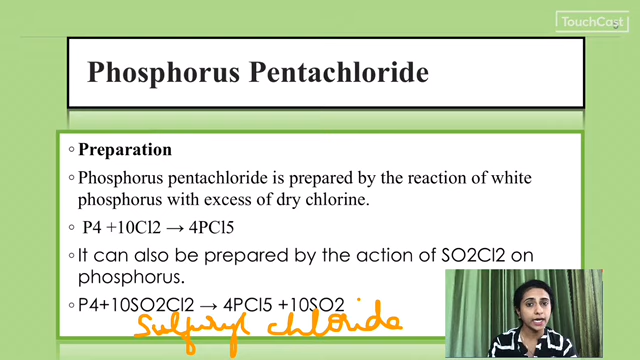 TouchCast
Phosphorus Pentachloride
◦Preparation
◦Phosphorus pentachloride is prepared by the reaction of white
phosphorus with excess of dry chlorine.
◦ P4 +10Cl2 → 4PCl5
◦It can also be prepared by the action of SO2Cl2 on
phosphorus.
◦P4+10SO2Cl2 → 4PCl5 +10SO2
Sulfuryl chloride